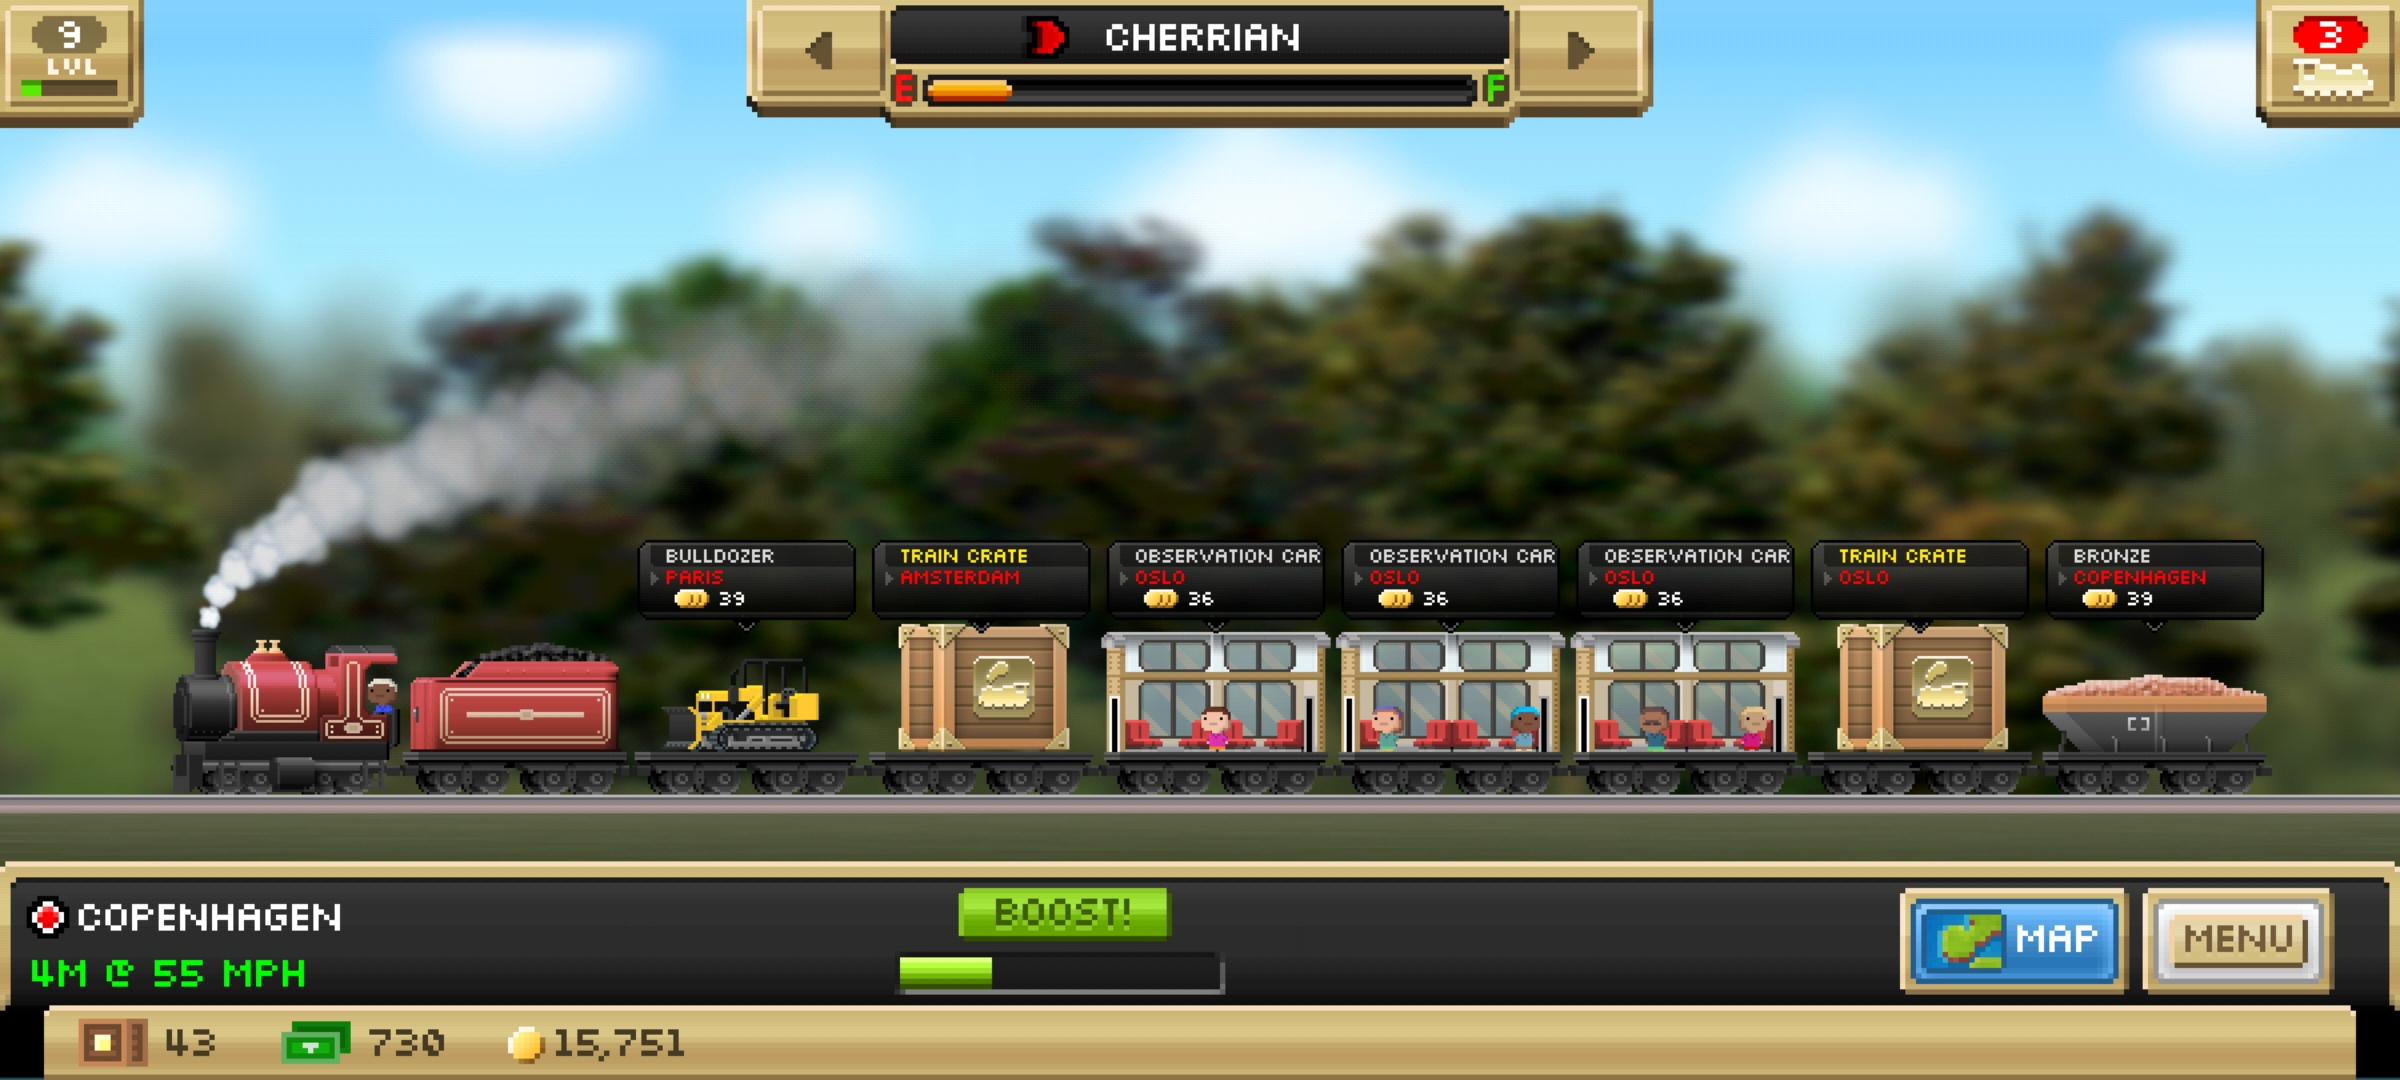 9
LVL
CHERRIAN
E F
3
BULLDOZER
PARIS
39
TRAIN CRATE
AMSTERDAM
OBSERVATION CAR
OSLO
36
OBSERVATION CAR
OSLO
36
OBSERVATION CAR
OSLO
36
TRAIN CRATE
OSLO
BRONZE
COPENHAGEN
39
COPENHAGEN
4M @ 55 MPH
BOOST!
MAP
MENU
43 730 15,751